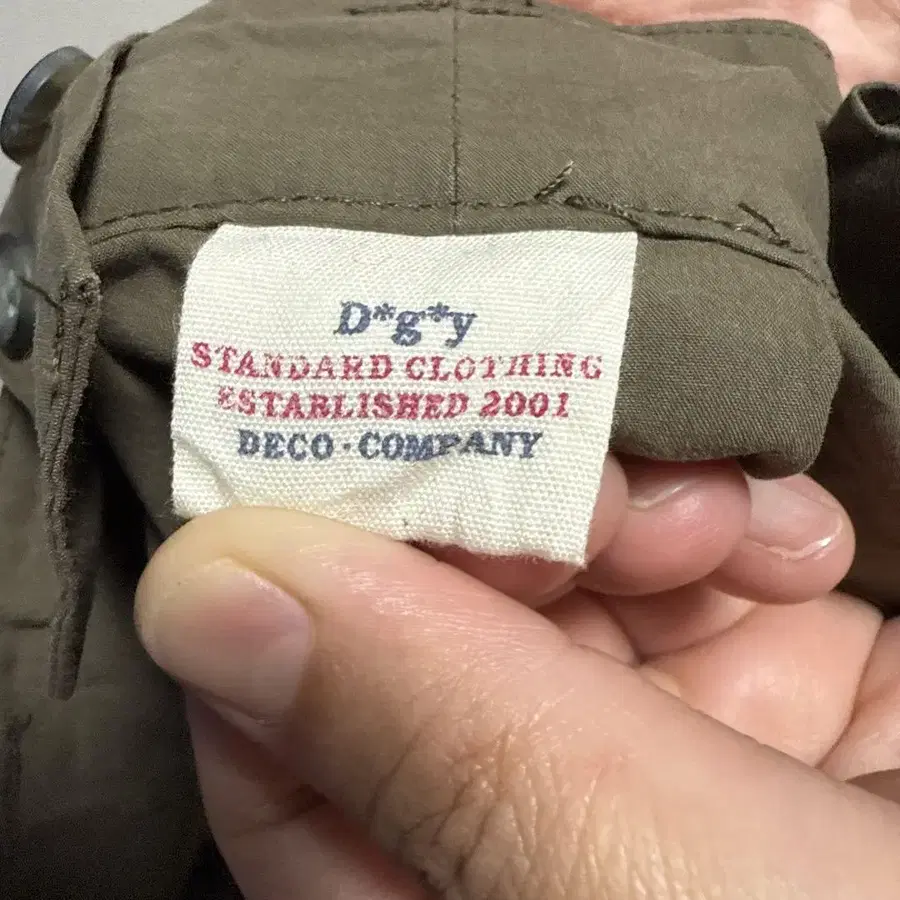 D*g*y
STANDARD CLOTHING
ESTABLISHED 2001
DECO·COMPANY